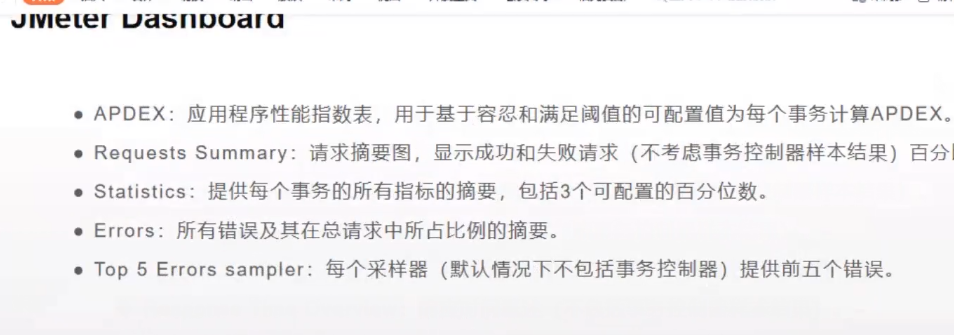 JMeter Dashboard
● APDEX：应用程序性能指数表，用于基于容忍和满足阈值的可配置值为每个事务计算APDEX。
● Requests Summary：请求摘要图，显示成功和失败请求（不考虑事务控制器样本结果）百分
● Statistics：提供每个事务的所有指标的摘要，包括3个可配置的百分位数。
● Errors：所有错误及其在总请求中所占比例的摘要。
● Top 5 Errors sampler：每个采样器（默认情况下不包括事务控制器）提供前五个错误。